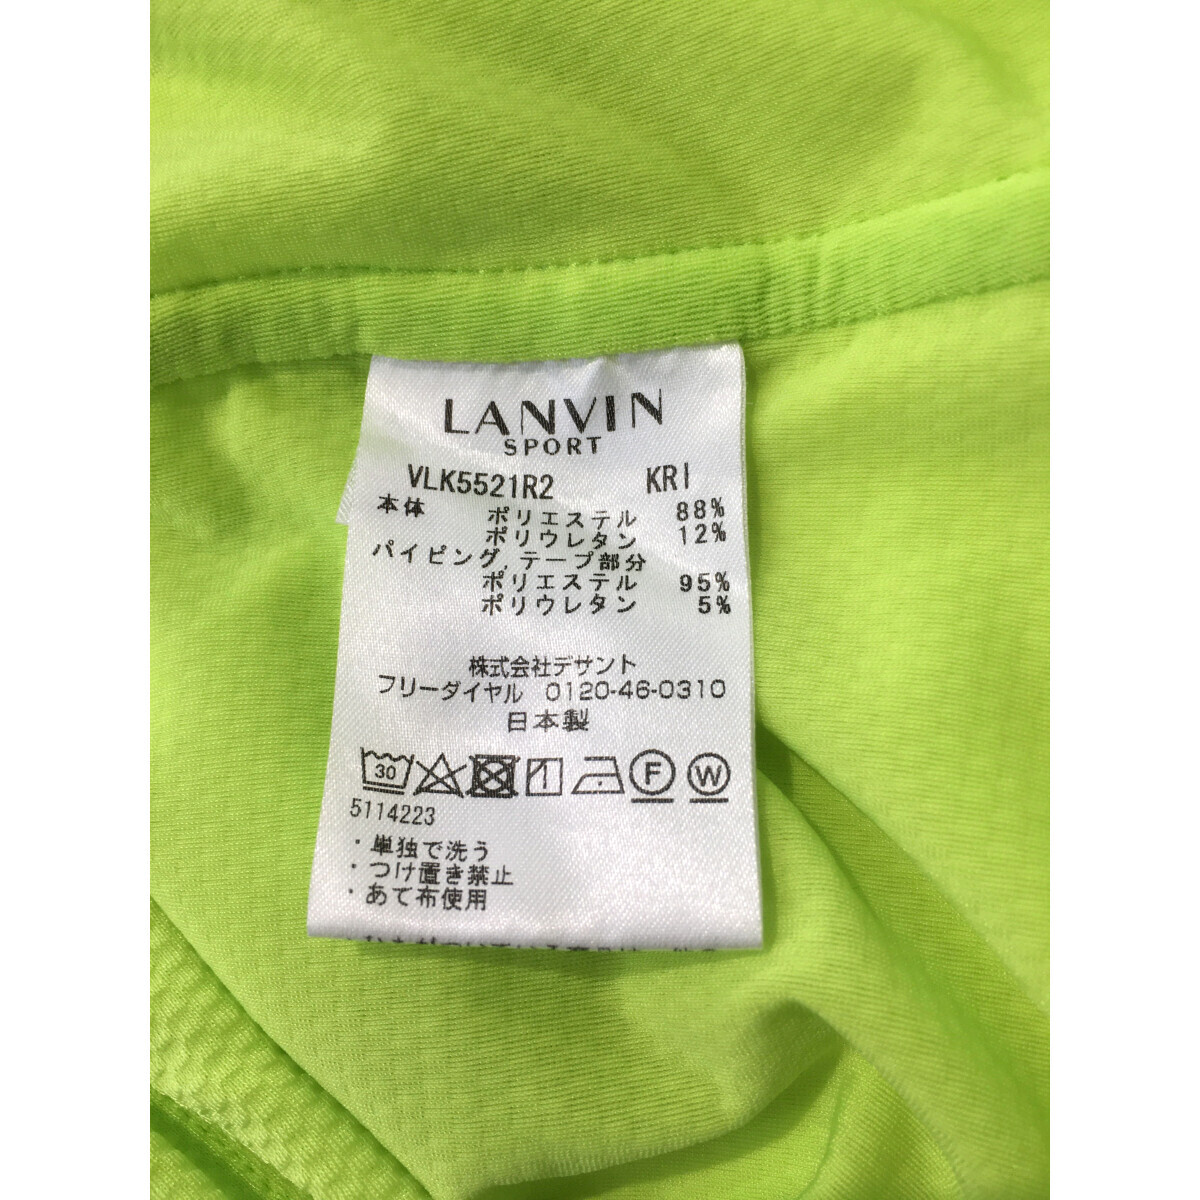 LANVIN
SPORT
VLK5521R2 KRI
本体 ポリエステル 88%
ポリウレタン 12%
パイピング,テープ部分
ポリエステル 95%
ポリウレタン 5%
株式会社デサント
フリーダイヤル 0120-46-0310
日本製
30 F W
5114223
・単独で洗う
・つけ置き禁止
・あて布使用